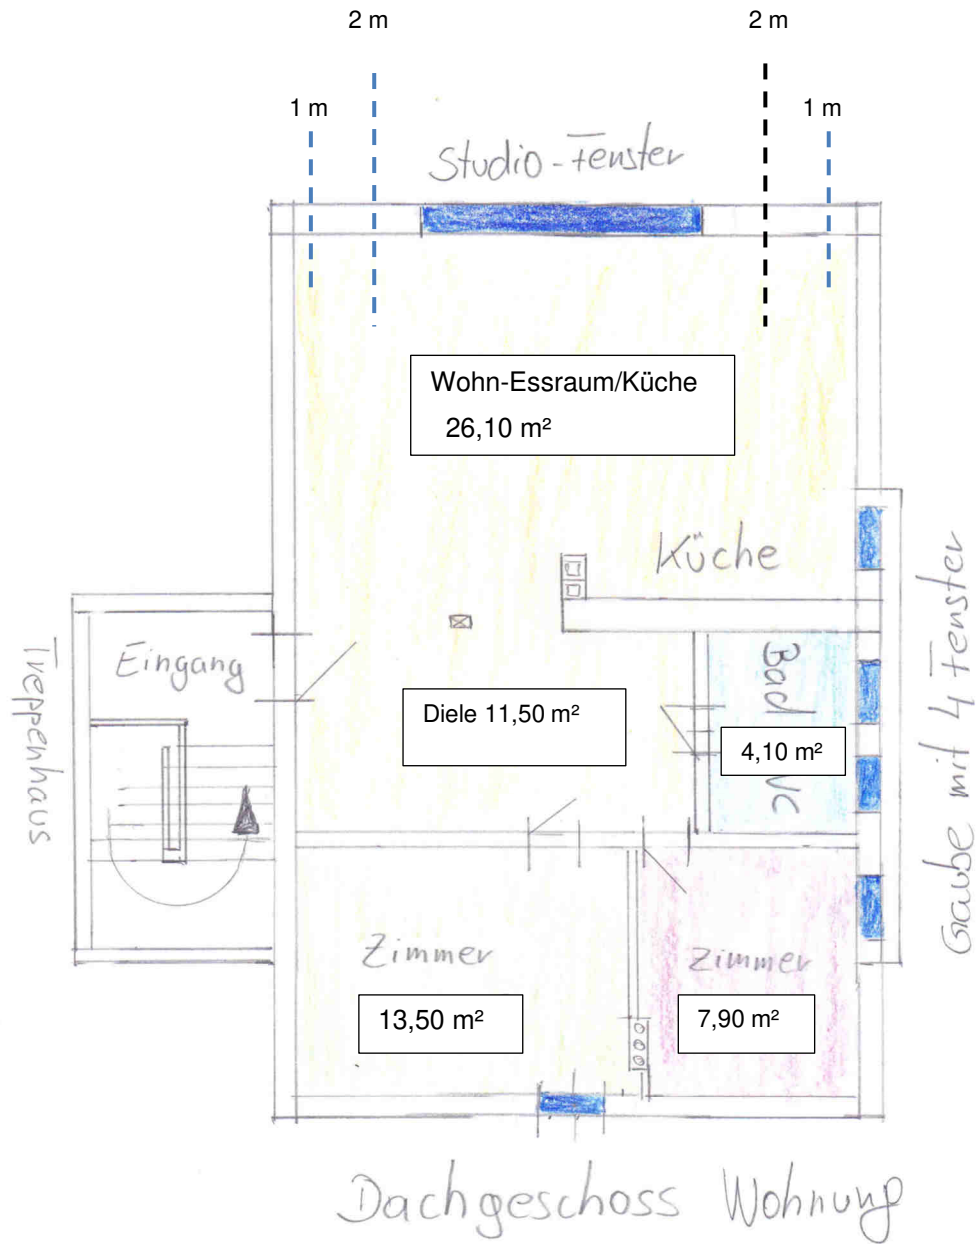 2 m
2 m
1 m
1 m
Studio-Fenster
Wohn-Essraum/Küche
26,10 m²
Küche
Eingang
Treppenhaus
Diele 11,50 m²
Bad WC
4,10 m²
Gaube mit 4 Fenster
Zimmer
13,50 m²
Zimmer
7,90 m²
Dachgeschoss Wohnung